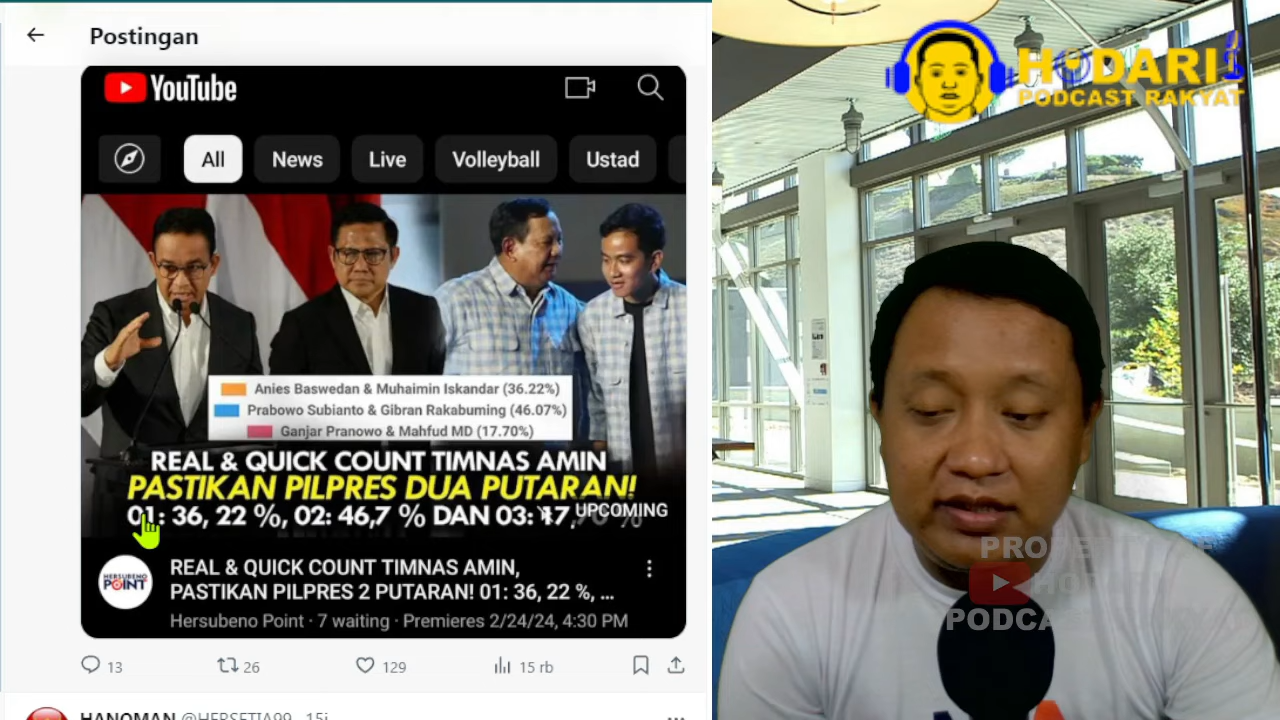 Postingan
YouTube
All
News
Live
Volleyball
Ustad
Anies Baswedan & Muhaimin Iskandar (36.22%)
Prabowo Subianto & Gibran Rakabuming (46.07%)
Ganjar Pranowo & Mahfud MD (17.70%)
REAL & QUICK COUNT TIMNAS AMIN
PASTIKAN PILPRES DUA PUTARAN!
01: 36, 22 %, 02: 46,7 % DAN 03: 17,70 %
UPCOMING
HERSUBENO
POINT
REAL & QUICK COUNT TIMNAS AMIN,
PASTIKAN PILPRES 2 PUTARAN! 01: 36, 22 %, ...
Hersubeno Point · 7 waiting · Premieres 2/24/24, 4:30 PM
13
26
129
15 rb
HANOMAN @HERSETIA99 · 15j
HODARI
PODCAST RAKYAT